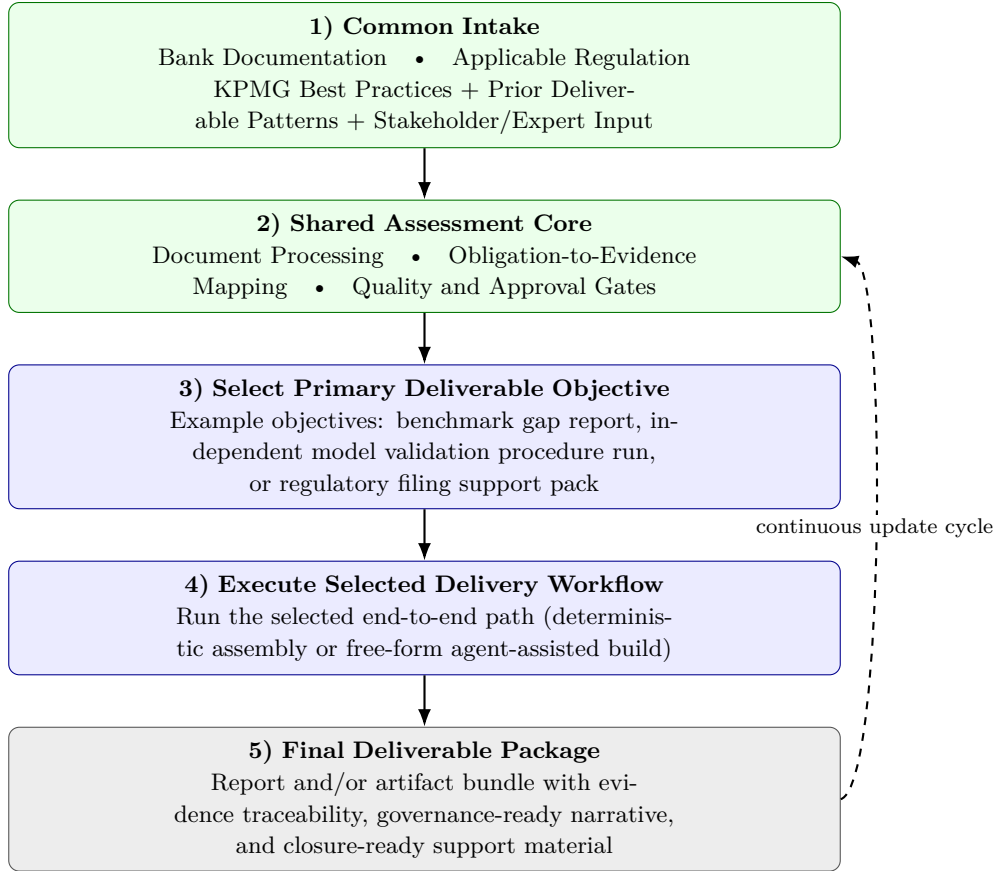 1) Common Intake
Bank Documentation • Applicable Regulation
KPMG Best Practices + Prior Deliver-
able Patterns + Stakeholder/Expert Input
2) Shared Assessment Core
Document Processing • Obligation-to-Evidence
Mapping • Quality and Approval Gates
3) Select Primary Deliverable Objective
Example objectives: benchmark gap report, in-
dependent model validation procedure run,
or regulatory filing support pack
continuous update cycle
4) Execute Selected Delivery Workflow
Run the selected end-to-end path (determinis-
tic assembly or free-form agent-assisted build)
5) Final Deliverable Package
Report and/or artifact bundle with evi-
dence traceability, governance-ready narrative,
and closure-ready support material